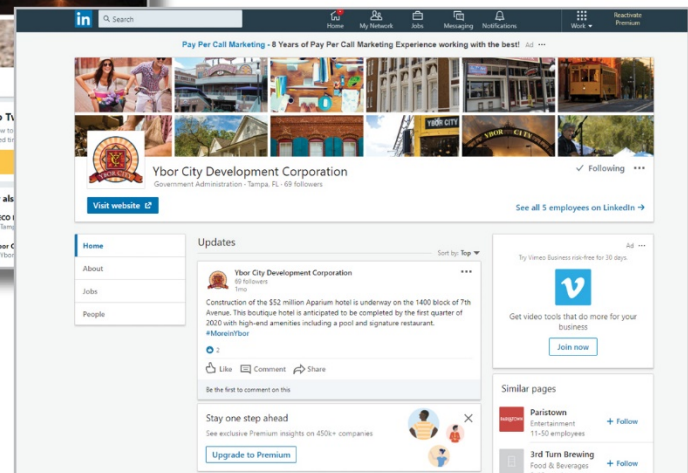 in Search
Home My Network Jobs Messaging Notifications Work Reactivate Premium
Pay Per Call Marketing - 8 Years of Pay Per Call Marketing Experience working with the best! Ad ...
YBOR CITY
YBOR CITY
YBOR CITY
Ybor City Development Corporation
Government Administration · Tampa, FL · 69 followers
Following ...
Visit website
See all 5 employees on LinkedIn →
Home
About
Jobs
People
Updates
Sort by: Top
Ybor City Development Corporation
69 followers
7mo
Construction of the $52 million Aparium hotel is underway on the 1400 block of 7th
Avenue. This boutique hotel is anticipated to be completed by the first quarter of
2020 with high-end amenities including a pool and signature restaurant.
#MoreinYbor
2
Like Comment Share
Be the first to comment on this
Stay one step ahead
See exclusive Premium insights on 450k+ companies
Upgrade to Premium
Ad ...
Try Vimeo Business risk-free for 30 days.
Get video tools that do more for your
business
Join now
Similar pages
Paristown
Entertainment
11-50 employees
+ Follow
3rd Turn Brewing
Food & Beverages
+ Follow